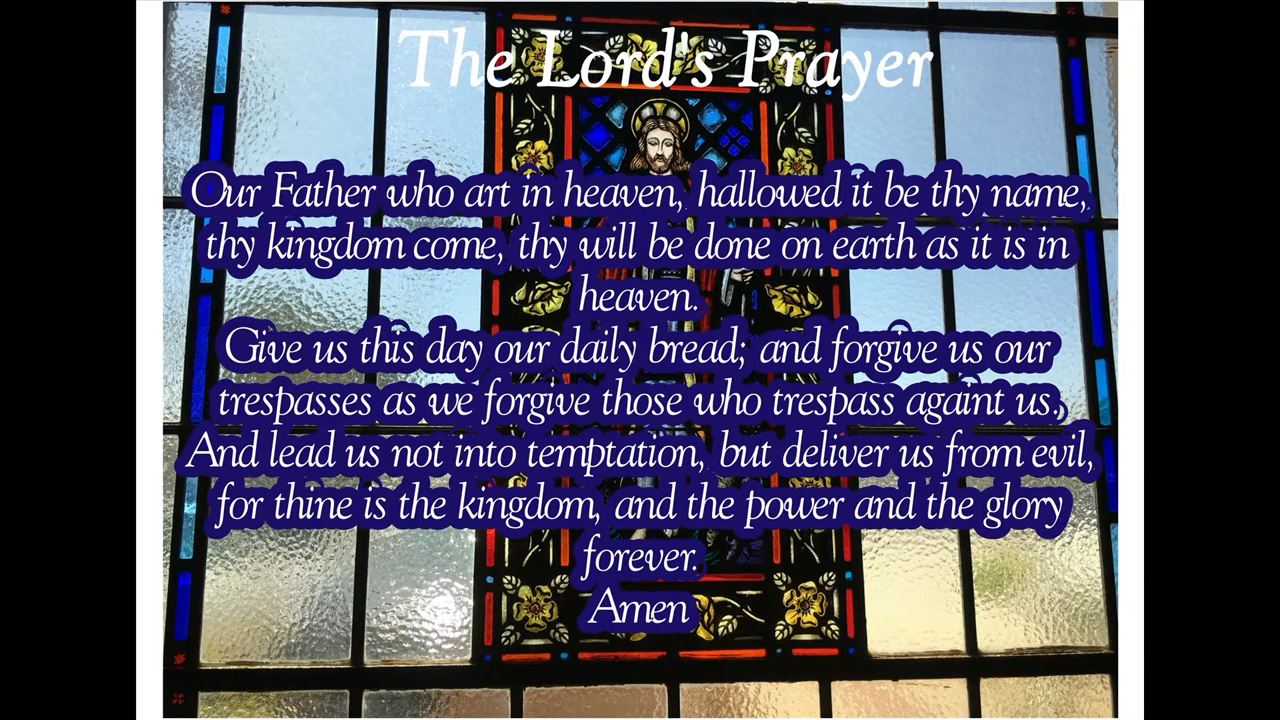 The Lord's Prayer
Our Father who art in heaven, hallowed it be thy name,
thy kingdom come, thy will be done on earth as it is in
heaven.
Give us this day our daily bread; and forgive us our
trespasses as we forgive those who trespass againt us.
And lead us not into temptation, but deliver us from evil,
for thine is the kingdom, and the power and the glory
forever.
Amen